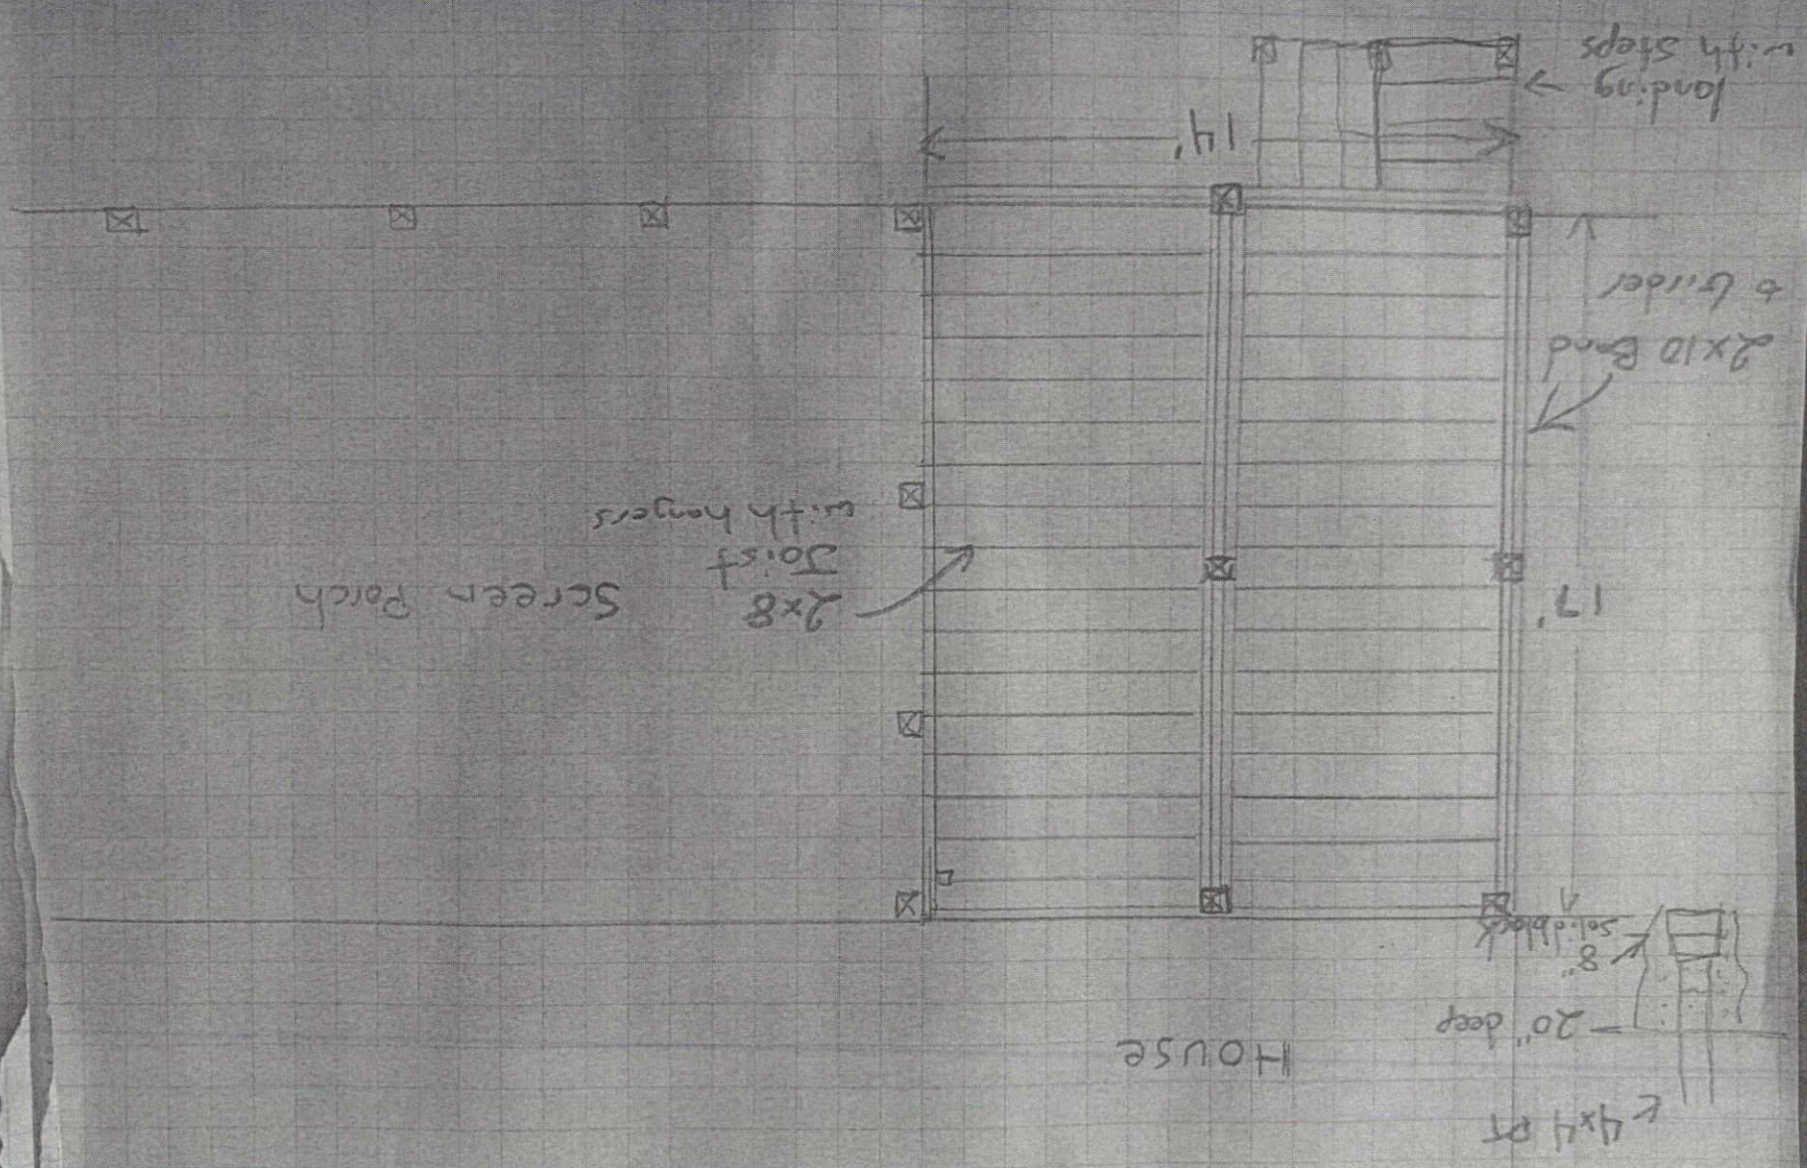 ← 4x4 PT
HOUSE
20" deep
8"
solid block
17'
Screen Porch
2x8
Joist
with hangers
2x10 Band
& Girder
14'
landing
with steps